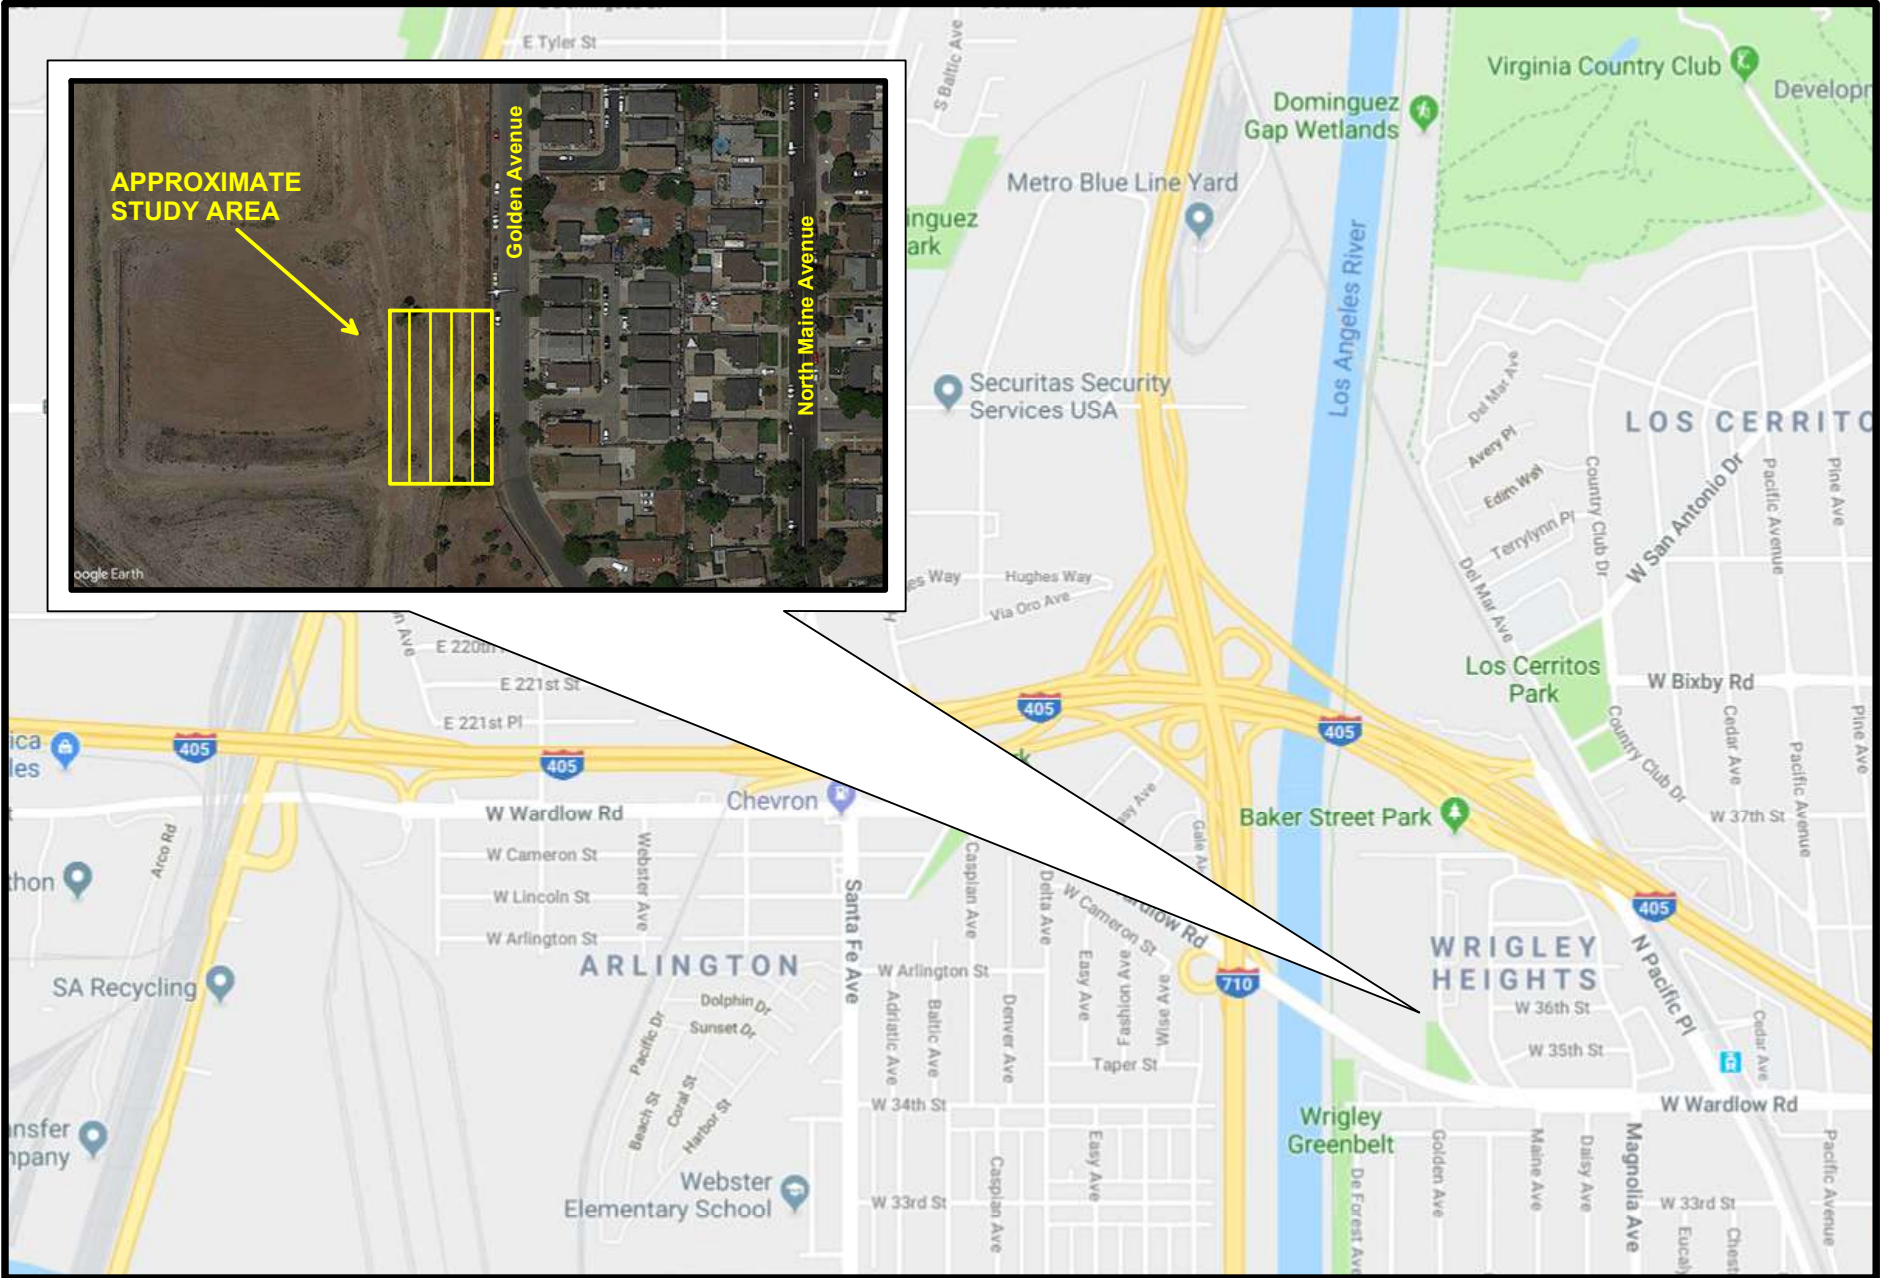 E Tyler St
S Baltic Ave
Virginia Country Club
Dominguez
Gap Wetlands
Metro Blue Line Yard
APPROXIMATE
STUDY AREA
Golden Avenue
North Maine Avenue
oogle Earth
inguez
ark
Los Angeles River
Securitas Security
Services USA
Del Mar Ave
Avery Pl
Terrylynn Pl
LOS CERRITO
Country Club Dr
W San Antonio Dr
Pacific Avenue
Pine Ave
es Way
Hughes Way
Via Oro Ave
Del Mar Ave
Los Cerritos
Park
W Bixby Rd
Country Club Dr
Cedar Ave
Pacific Avenue
Pine Ave
W 37th St
n Ave
E 220th
E 221st St
E 221st Pl
405
405
405
405
405
710
ica
les
W Wardlow Rd
Chevron
Baker Street Park
Arco Rd
W Cameron St
Webster Ave
W Lincoln St
W Arlington St
thon
Santa Fe Ave
Caspian Ave
Delta Ave
W Cameron St
ardlow Rd
asy Ave
Gale A
ARLINGTON
SA Recycling
Dolphin Dr
Sunset Dr
Pacific Dr
Beach St
Coral St
Harbor St
W Arlington St
Adriatic Ave
Baltic Ave
Denver Ave
Easy Ave
Fashion Ave
Wise Ave
Taper St
WRIGLEY
HEIGHTS
W 36th St
W 35th St
N Pacific Pl
Cedar Ave
W Wardlow Rd
W 34th St
Wrigley
Greenbelt
ansfer
mpany
Webster
Elementary School
W 33rd St
Caspian Ave
Easy Ave
De Forest Ave
Golden Ave
Maine Ave
Daisy Ave
Magnolia Ave
W 33rd St
Pacific Avenue
Eucal
Chest